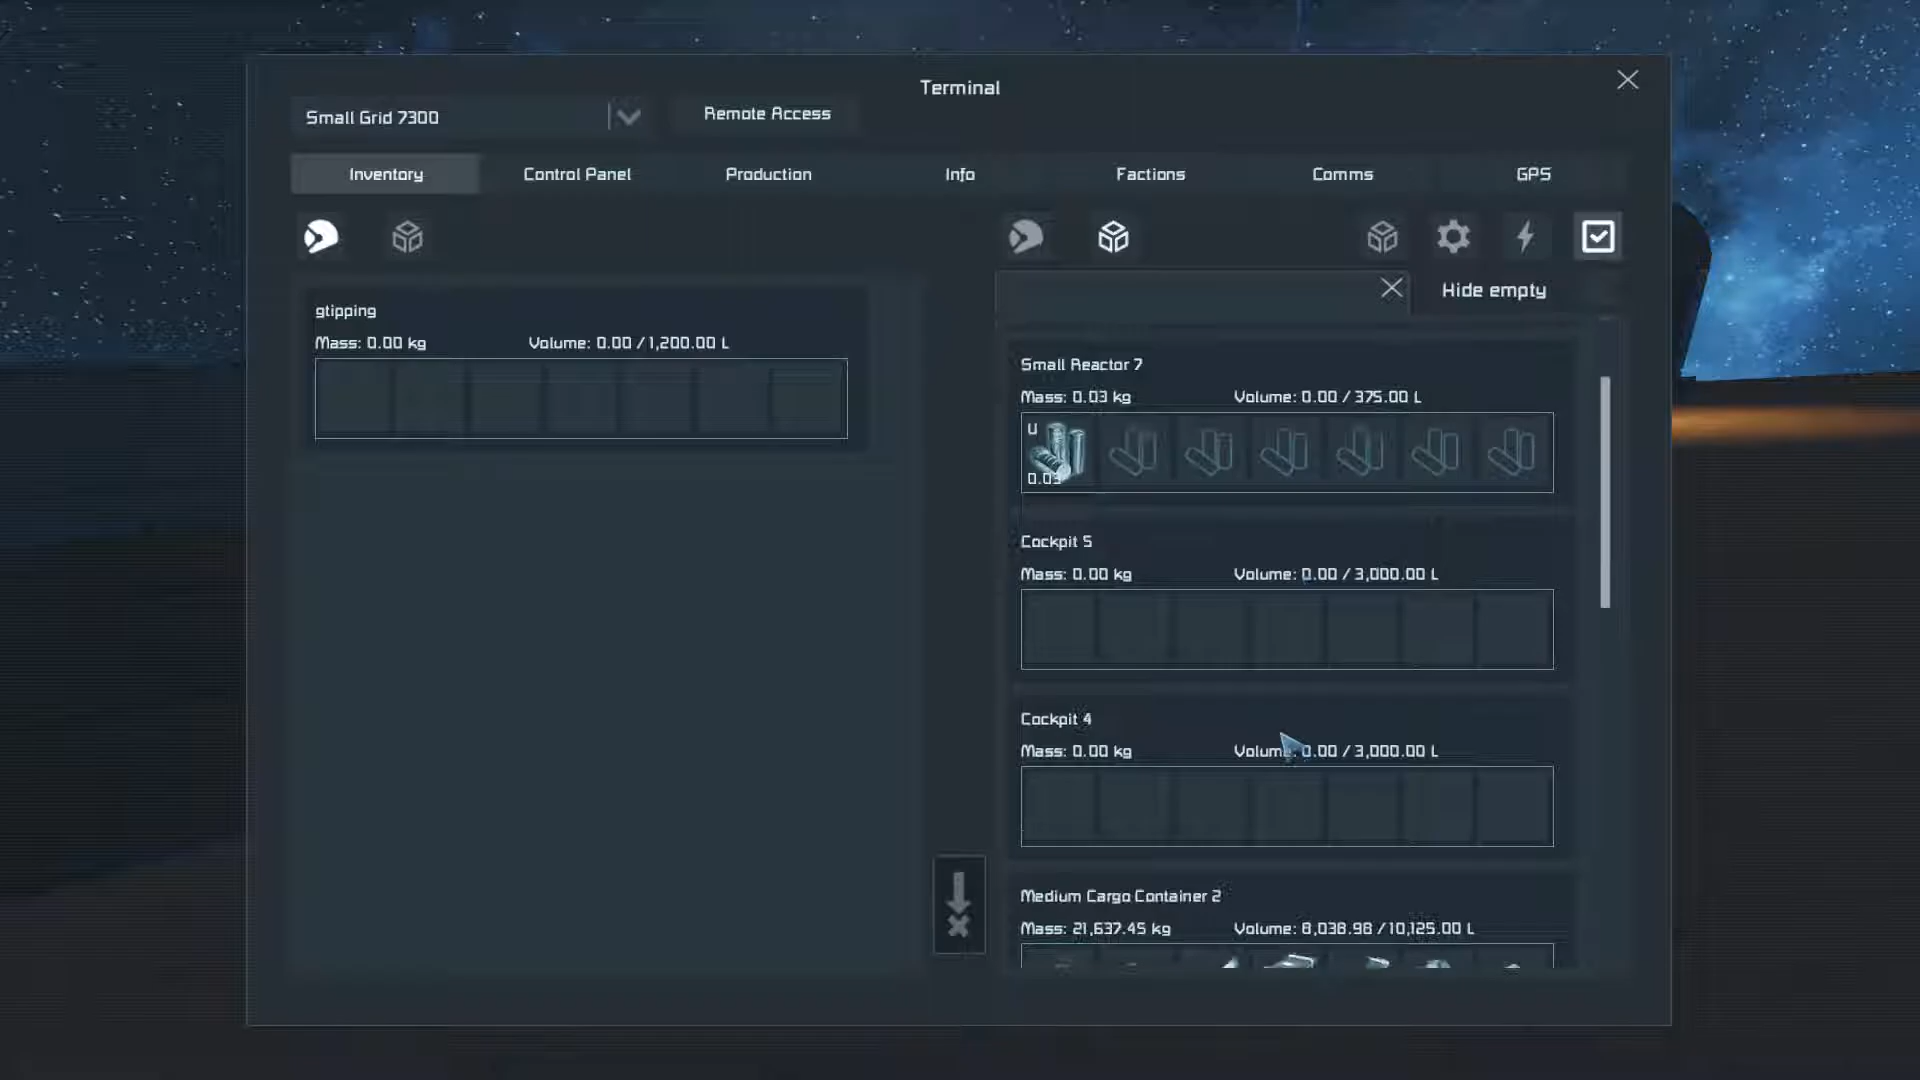 Terminal
Small Grid 7300
Remote Access
Inventory
Control Panel
Production
Info
Factions
Comms
GPS
Hide empty
gtipping
Mass: 0.00 kg
Volume: 0.00 / 1,200.00 L
Small Reactor 7
Mass: 0.03 kg
Volume: 0.00 / 375.00 L
U
0.03
Cockpit 5
Mass: 0.00 kg
Volume: 0.00 / 3,000.00 L
Cockpit 4
Mass: 0.00 kg
Volume: 0.00 / 3,000.00 L
Medium Cargo Container 2
Mass: 21,637.45 kg
Volume: 8,038.98 / 10,125.00 L